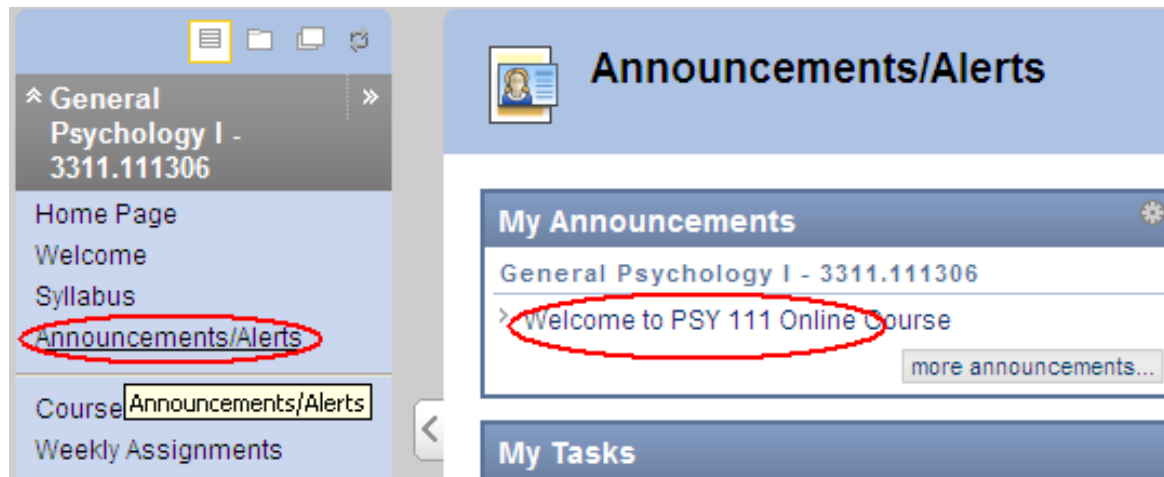 General
Psychology I -
3311.111306
Home Page
Welcome
Syllabus
Announcements/Alerts
Course
Announcements/Alerts
Weekly Assignments
Announcements/Alerts
My Announcements
General Psychology I - 3311.111306
Welcome to PSY 111 Online Course
more announcements...
My Tasks